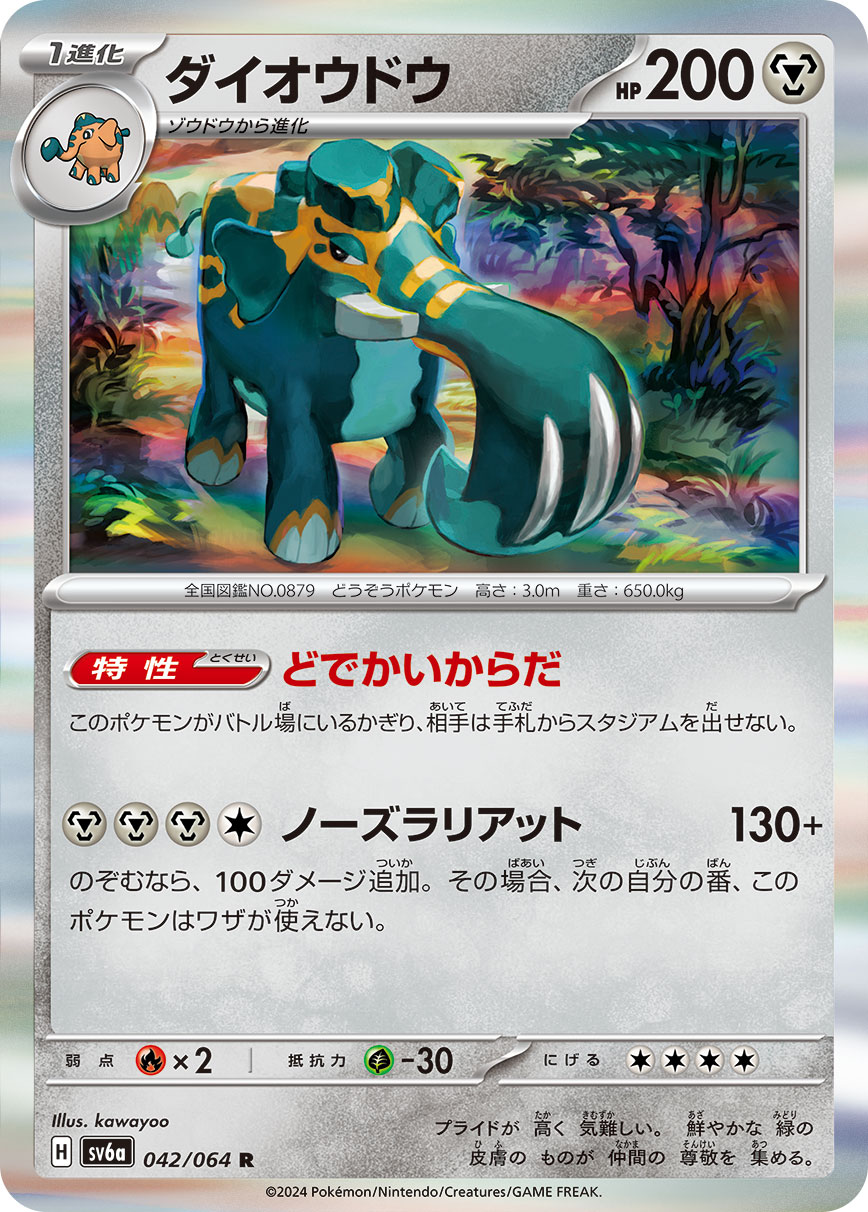 1進化
ダイオウドウ
HP 200
ゾウドウから進化
全国図鑑NO.0879 どうぞうポケモン 高さ:3.0m 重さ:650.0kg
特性 とくせい どでかいからだ
このポケモンがバトル場にいるかぎり、相手は手札からスタジアムを出せない。
ノーズラリアット 130+
のぞむなら、100ダメージ追加。その場合、次の自分の番、この
ポケモンはワザが使えない。
弱点 ×2 抵抗力 -30 にげる
Illus. kawayoo
プライドが 高く 気難しい。 鮮やかな 緑の
皮膚の ものが 仲間の 尊敬を 集める。
H sv6a 042/064 R
©2024 Pokémon/Nintendo/Creatures/GAME FREAK.